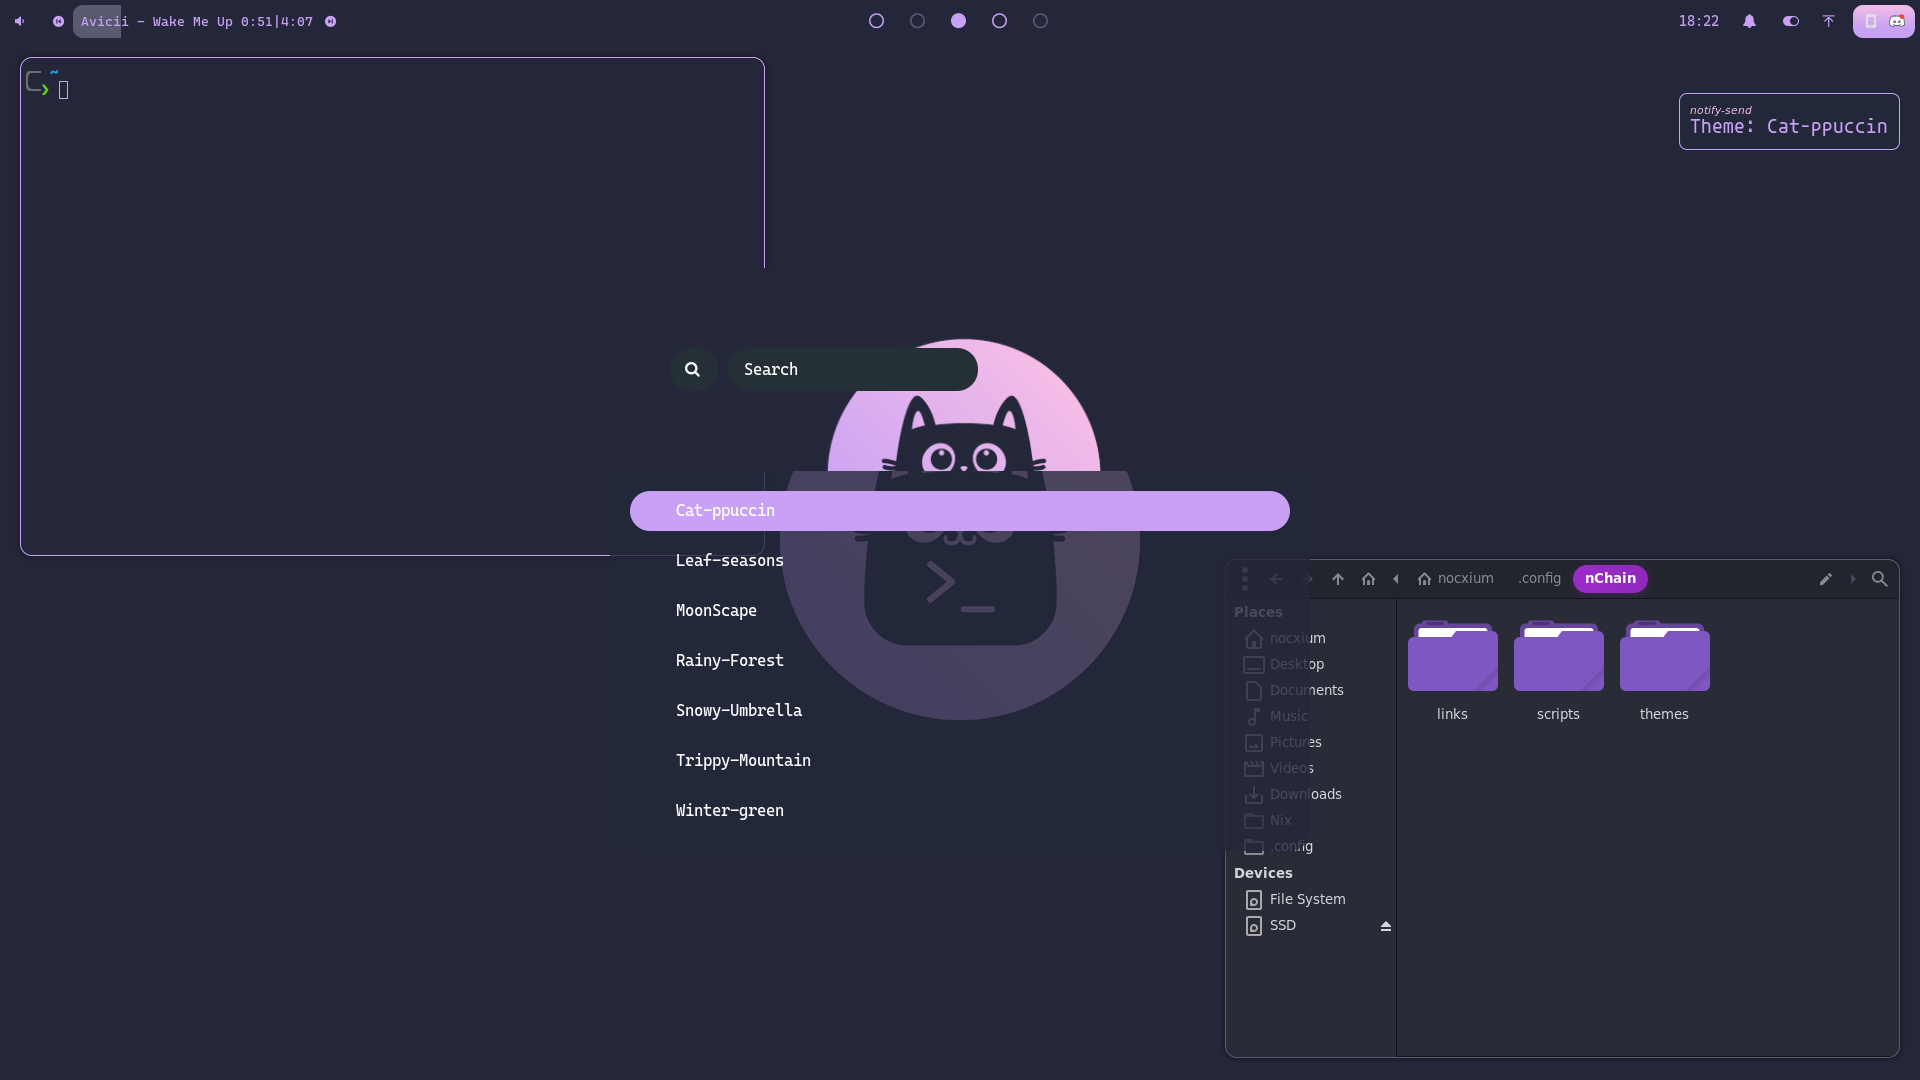 Avicii - Wake Me Up 0:51|4:07
18:22
~
❯
notify-send
Theme: Cat-ppuccin
Search
Cat-ppuccin
Leaf-seasons
MoonScape
Rainy-Forest
Snowy-Umbrella
Trippy-Mountain
Winter-green
>_
nocxium .config nChain
Places
nocxium
Desktop
Documents
Music
Pictures
Videos
Downloads
Nix
.config
Devices
File System
SSD
links scripts themes